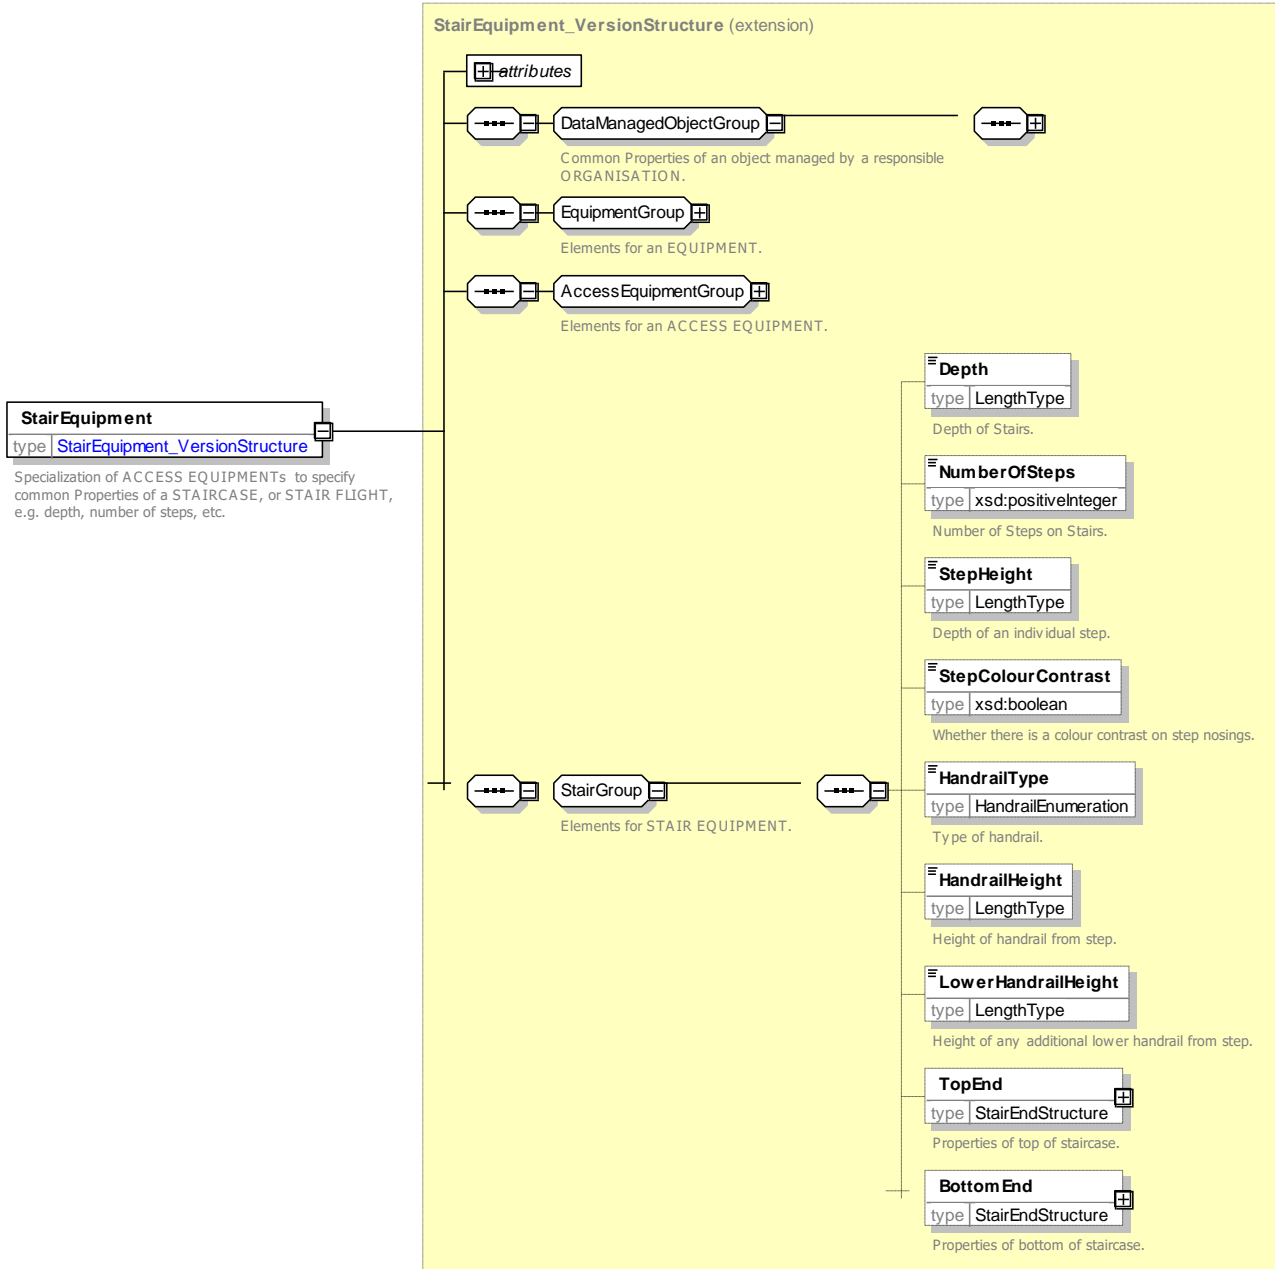 StairEquipment_VersionStructure (extension)
attributes
DataManagedObjectGroup
Common Properties of an object managed by a responsible
ORGANISATION.
EquipmentGroup
Elements for an EQUIPMENT.
AccessEquipmentGroup
Elements for an ACCESS EQUIPMENT.
StairEquipment
type StairEquipment_VersionStructure
Specialization of ACCESS EQUIPMENTs to specify
common Properties of a STAIRCASE, or STAIR FLIGHT,
e.g. depth, number of steps, etc.
StairGroup
Elements for STAIR EQUIPMENT.
Depth
type LengthType
Depth of Stairs.
NumberOfSteps
type xsd:positiveInteger
Number of Steps on Stairs.
StepHeight
type LengthType
Depth of an individual step.
StepColourContrast
type xsd:boolean
Whether there is a colour contrast on step nosings.
HandrailType
type HandrailEnumeration
Type of handrail.
HandrailHeight
type LengthType
Height of handrail from step.
LowerHandrailHeight
type LengthType
Height of any additional lower handrail from step.
TopEnd
type StairEndStructure
Properties of top of staircase.
BottomEnd
type StairEndStructure
Properties of bottom of staircase.